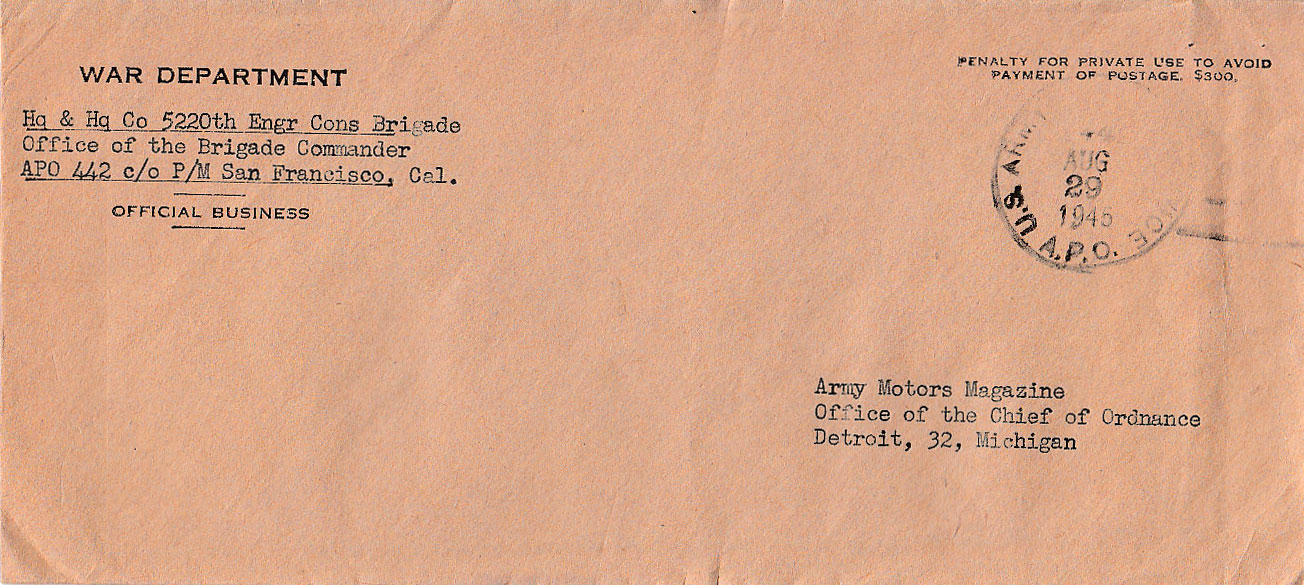 WAR DEPARTMENT
Hq & Hq Co 5220th Engr Cons Brigade
Office of the Brigade Commander
APO 442 c/o P/M San Francisco, Cal.
OFFICIAL BUSINESS
PENALTY FOR PRIVATE USE TO AVOID
PAYMENT OF POSTAGE, $300.
U.S. ARMY
AUG
29
1945
A.P.O.
Army Motors Magazine
Office of the Chief of Ordnance
Detroit, 32, Michigan